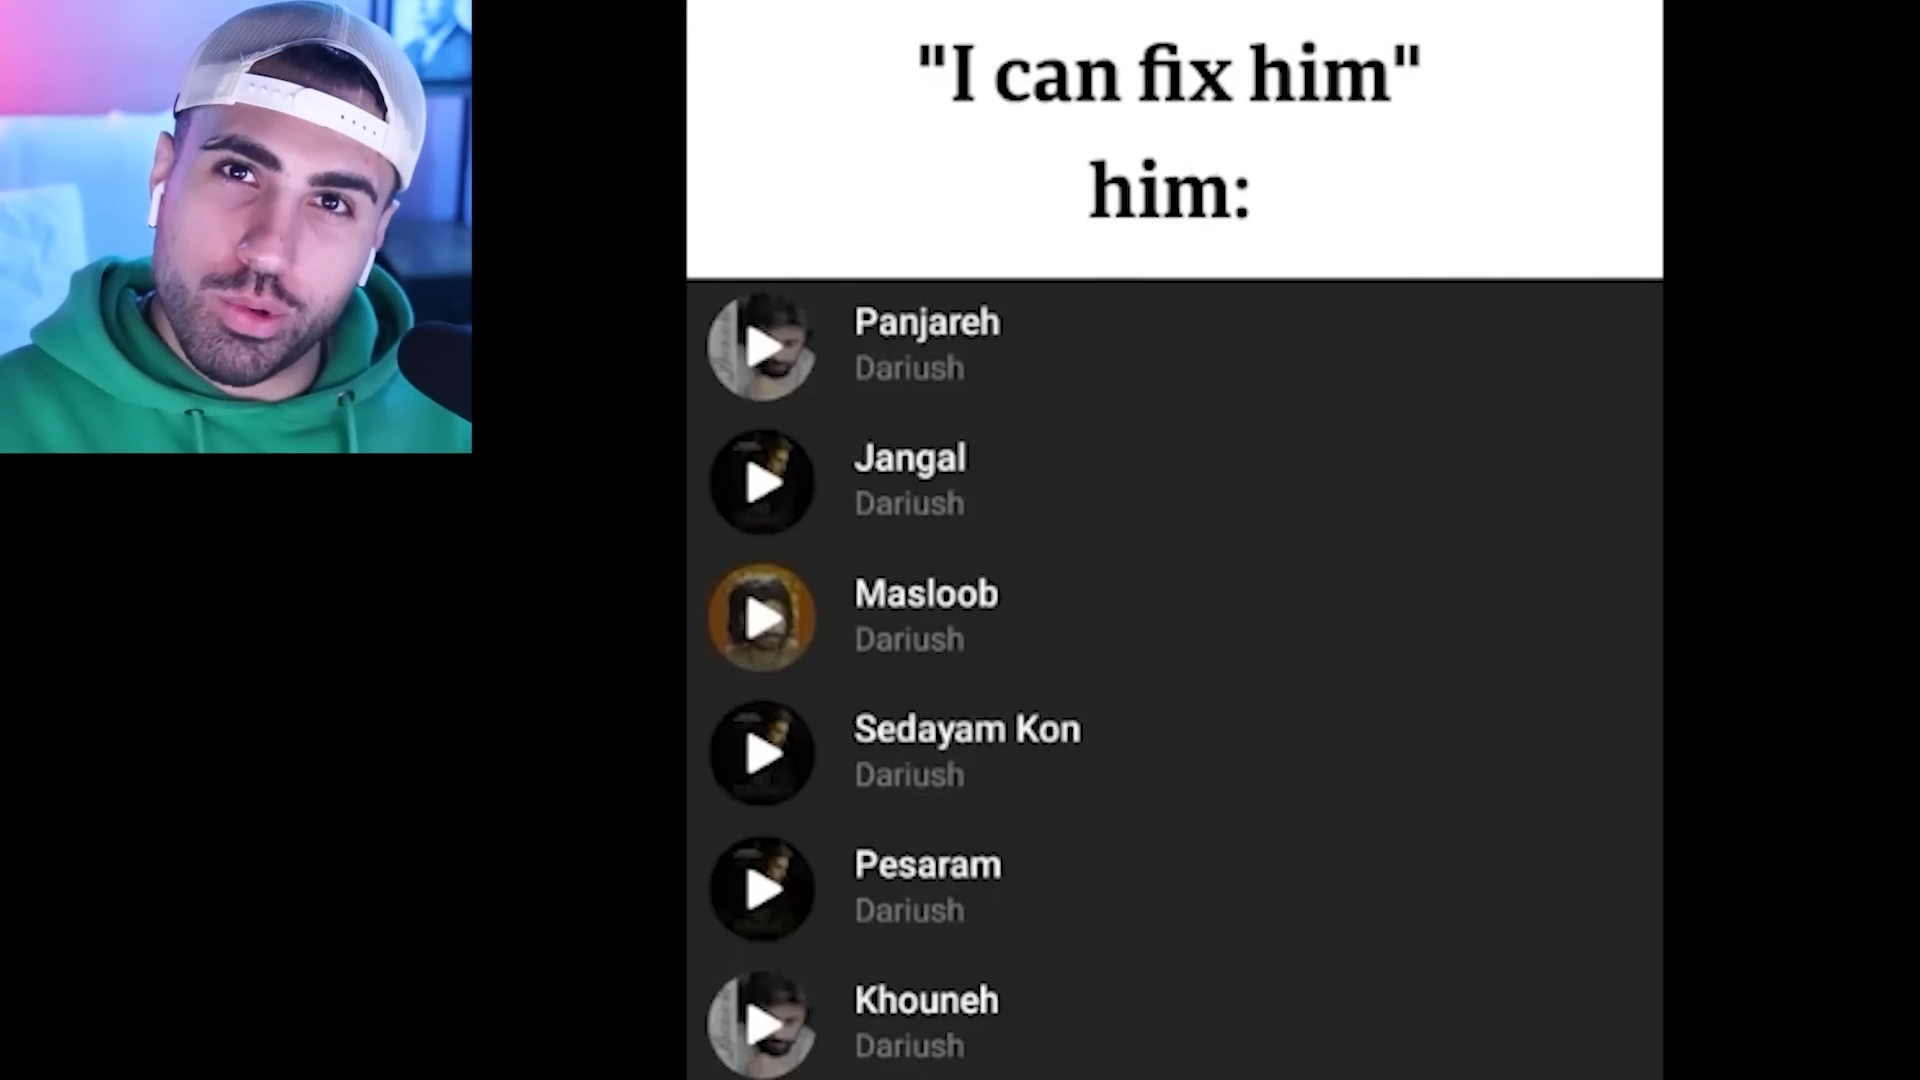 "I can fix him"
him:
Panjareh
Dariush
Jangal
Dariush
Masloob
Dariush
Sedayam Kon
Dariush
Pesaram
Dariush
Khouneh
Dariush